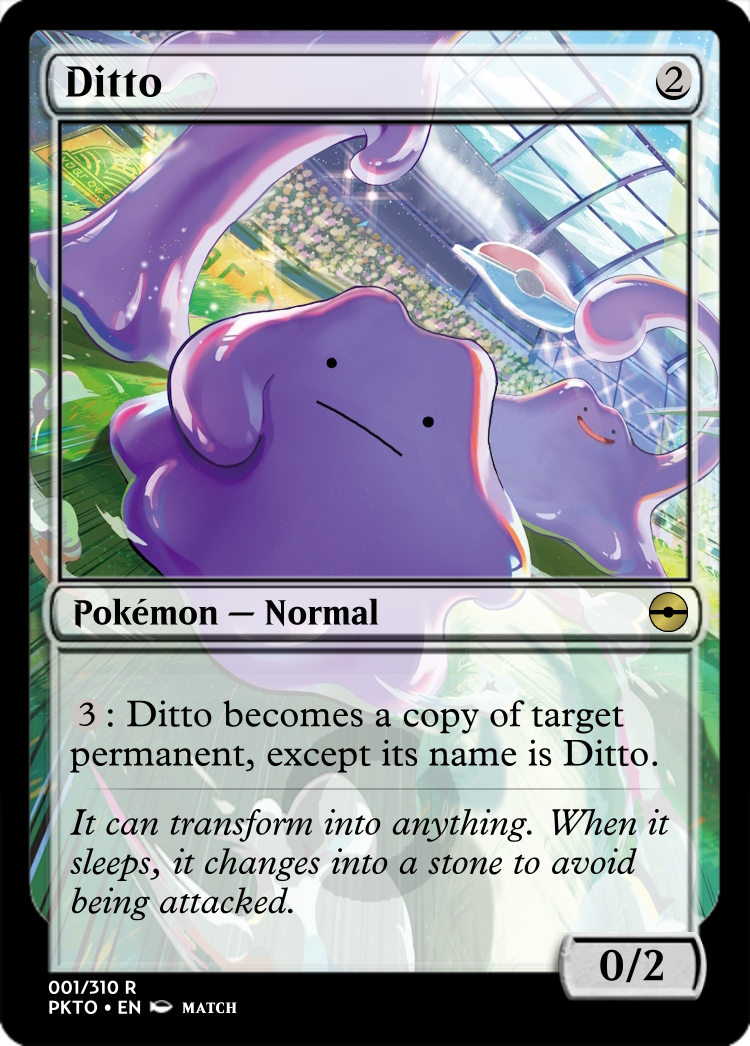 Ditto
2
Pokémon — Normal
3 : Ditto becomes a copy of target
permanent, except its name is Ditto.
It can transform into anything. When it
sleeps, it changes into a stone to avoid
being attacked.
0/2
001/310 R
PKTO • EN MATCH